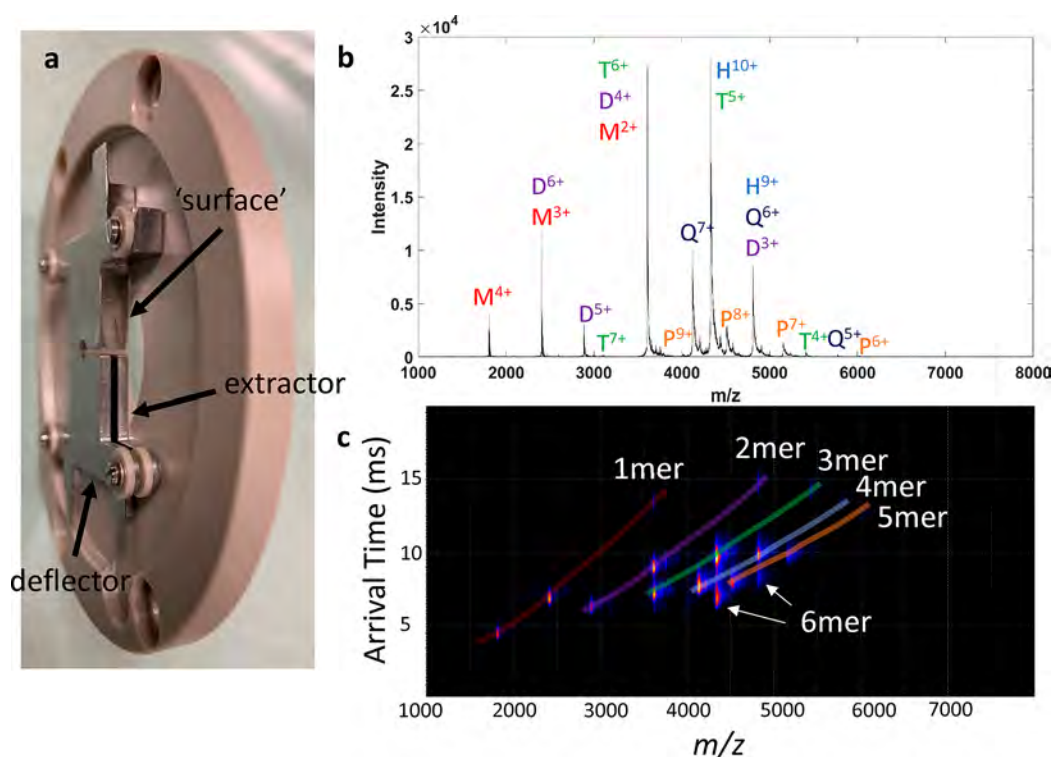 a
'surface'
extractor
deflector
b
×10⁴
3
2.5
2
1.5
1
0.5
0
Intensity
T⁶⁺
D⁴⁺
M²⁺
H¹⁰⁺
T⁵⁺
D⁶⁺
M³⁺
H⁹⁺
Q⁶⁺
D³⁺
Q⁷⁺
M⁴⁺
D⁵⁺
T⁷⁺
P⁹⁺
P⁸⁺
P⁷⁺
T⁴⁺
Q⁵⁺
P⁶⁺
1000 2000 3000 4000 5000 6000 7000 8000
m/z
c
Arrival Time (ms)
15
10
5
1mer
2mer
3mer
4mer
5mer
6mer
1000 2000 3000 4000 5000 6000 7000
m/z